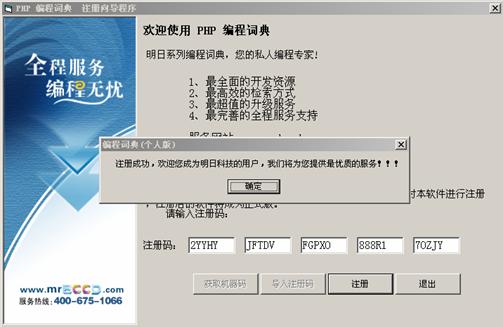 PHP 编程词典 注册向导程序
全程服务
编程无忧
www.mrbccd.com
服务热线:400-675-1066
欢迎使用 PHP 编程词典
明日系列编程词典,您的私人编程专家!
1、最全面的开发资源
2、最高效的检索方式
3、最超值的升级服务
4、最完善的全程服务支持
编程词典(个人版)
注册成功,欢迎您成为明日科技的用户,我们将为您提供最优质的服务!!!
确定
对本软件进行注册
,注册后的软件将成为正式版。
请输入注册码:
注册码: 2YYHY JFTDV FGPXO 888R1 7OZJY
获取机器码 导入注册码 注册 退出